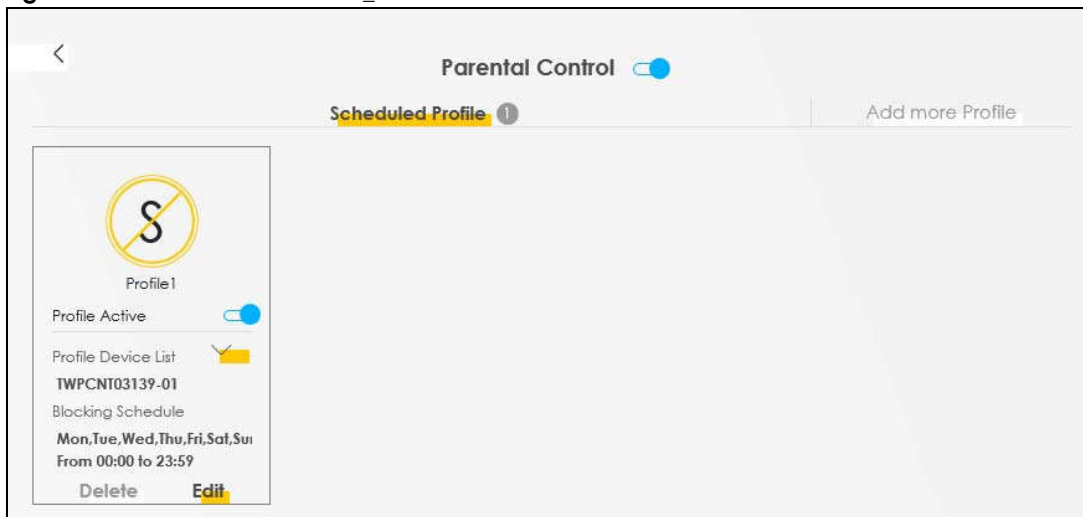 Parental Control
Scheduled Profile 1
Add more Profile
S
Profile1
Profile Active
Profile Device List
TWPCNT03139-01
Blocking Schedule
Mon,Tue,Wed,Thu,Fri,Sat,Su
From 00:00 to 23:59
Delete Edit